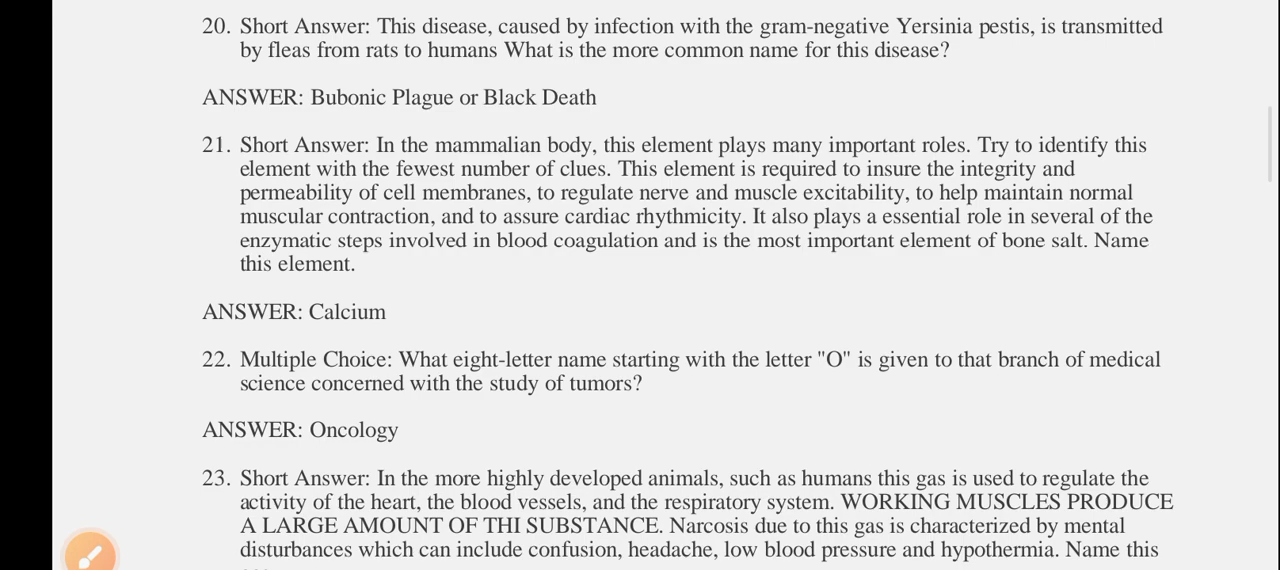 20. Short Answer: This disease, caused by infection with the gram-negative Yersinia pestis, is transmitted
by fleas from rats to humans What is the more common name for this disease?
ANSWER: Bubonic Plague or Black Death
21. Short Answer: In the mammalian body, this element plays many important roles. Try to identify this
element with the fewest number of clues. This element is required to insure the integrity and
permeability of cell membranes, to regulate nerve and muscle excitability, to help maintain normal
muscular contraction, and to assure cardiac rhythmicity. It also plays a essential role in several of the
enzymatic steps involved in blood coagulation and is the most important element of bone salt. Name
this element.
ANSWER: Calcium
22. Multiple Choice: What eight-letter name starting with the letter "O" is given to that branch of medical
science concerned with the study of tumors?
ANSWER: Oncology
23. Short Answer: In the more highly developed animals, such as humans this gas is used to regulate the
activity of the heart, the blood vessels, and the respiratory system. WORKING MUSCLES PRODUCE
A LARGE AMOUNT OF THI SUBSTANCE. Narcosis due to this gas is characterized by mental
disturbances which can include confusion, headache, low blood pressure and hypothermia. Name this